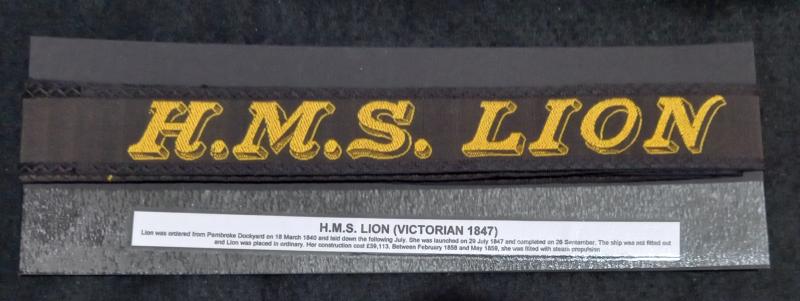 H.M.S. LION
H.M.S. LION (VICTORIAN 1847)
Lion was ordered from Pembroke Dockyard on 18 March 1840 and laid down the following July. She was launched on 29 July 1847 and completed on 26 September. The ship was not fitted out
and Lion was placed in ordinary. Her construction cost £59,113. Between February 1858 and May 1859, she was fitted with steam propulsion